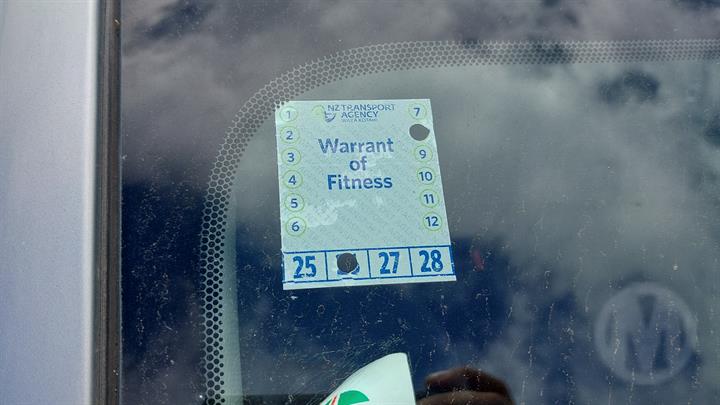 NZ TRANSPORT
AGENCY
WAKA KOTAHI
1
2
3
4
5
6
7
9
10
11
12
Warrant
of
Fitness
25 27 28
M